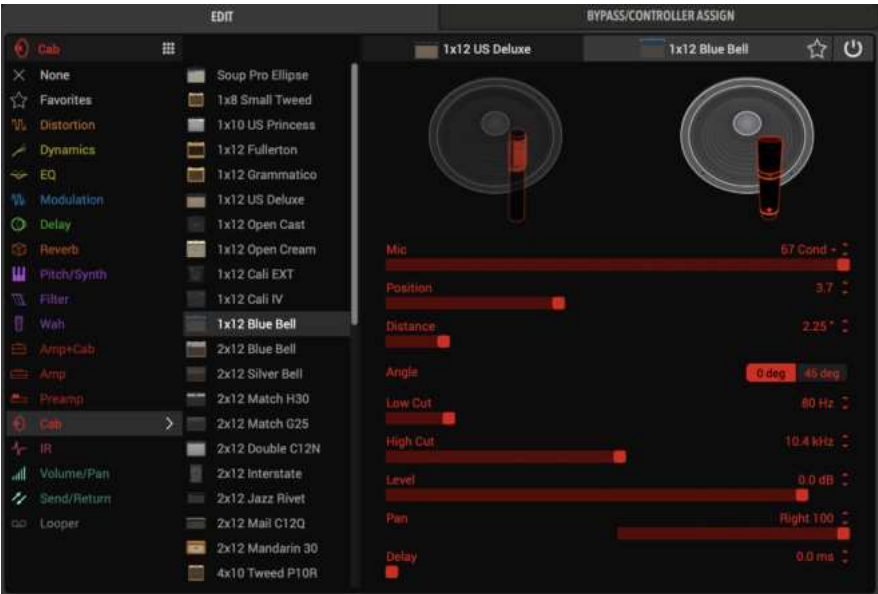 EDIT
BYPASS/CONTROLLER ASSIGN
Cab
1x12 US Deluxe
1x12 Blue Bell
None
Favorites
Distortion
Dynamics
EQ
Modulation
Delay
Reverb
Pitch/Synth
Filter
Wah
Amp+Cab
Amp
Preamp
Cab
IR
Volume/Pan
Send/Return
Looper
Soup Pro Ellipse
1x8 Small Tweed
1x10 US Princess
1x12 Fullerton
1x12 Grammatico
1x12 US Deluxe
1x12 Open Cast
1x12 Open Cream
1x12 Cali EXT
1x12 Cali IV
1x12 Blue Bell
2x12 Blue Bell
2x12 Silver Bell
2x12 Match H30
2x12 Match G25
2x12 Double C12N
2x12 Interstate
2x12 Jazz Rivet
2x12 Mail C12Q
2x12 Mandarin 30
4x10 Tweed P10R
Mic 67 Cond
Position 3.7
Distance 2.25"
Angle 0 deg 45 deg
Low Cut 80 Hz
High Cut 10.4 kHz
Level 0.0 dB
Pan Right 100
Delay 0.0 ms